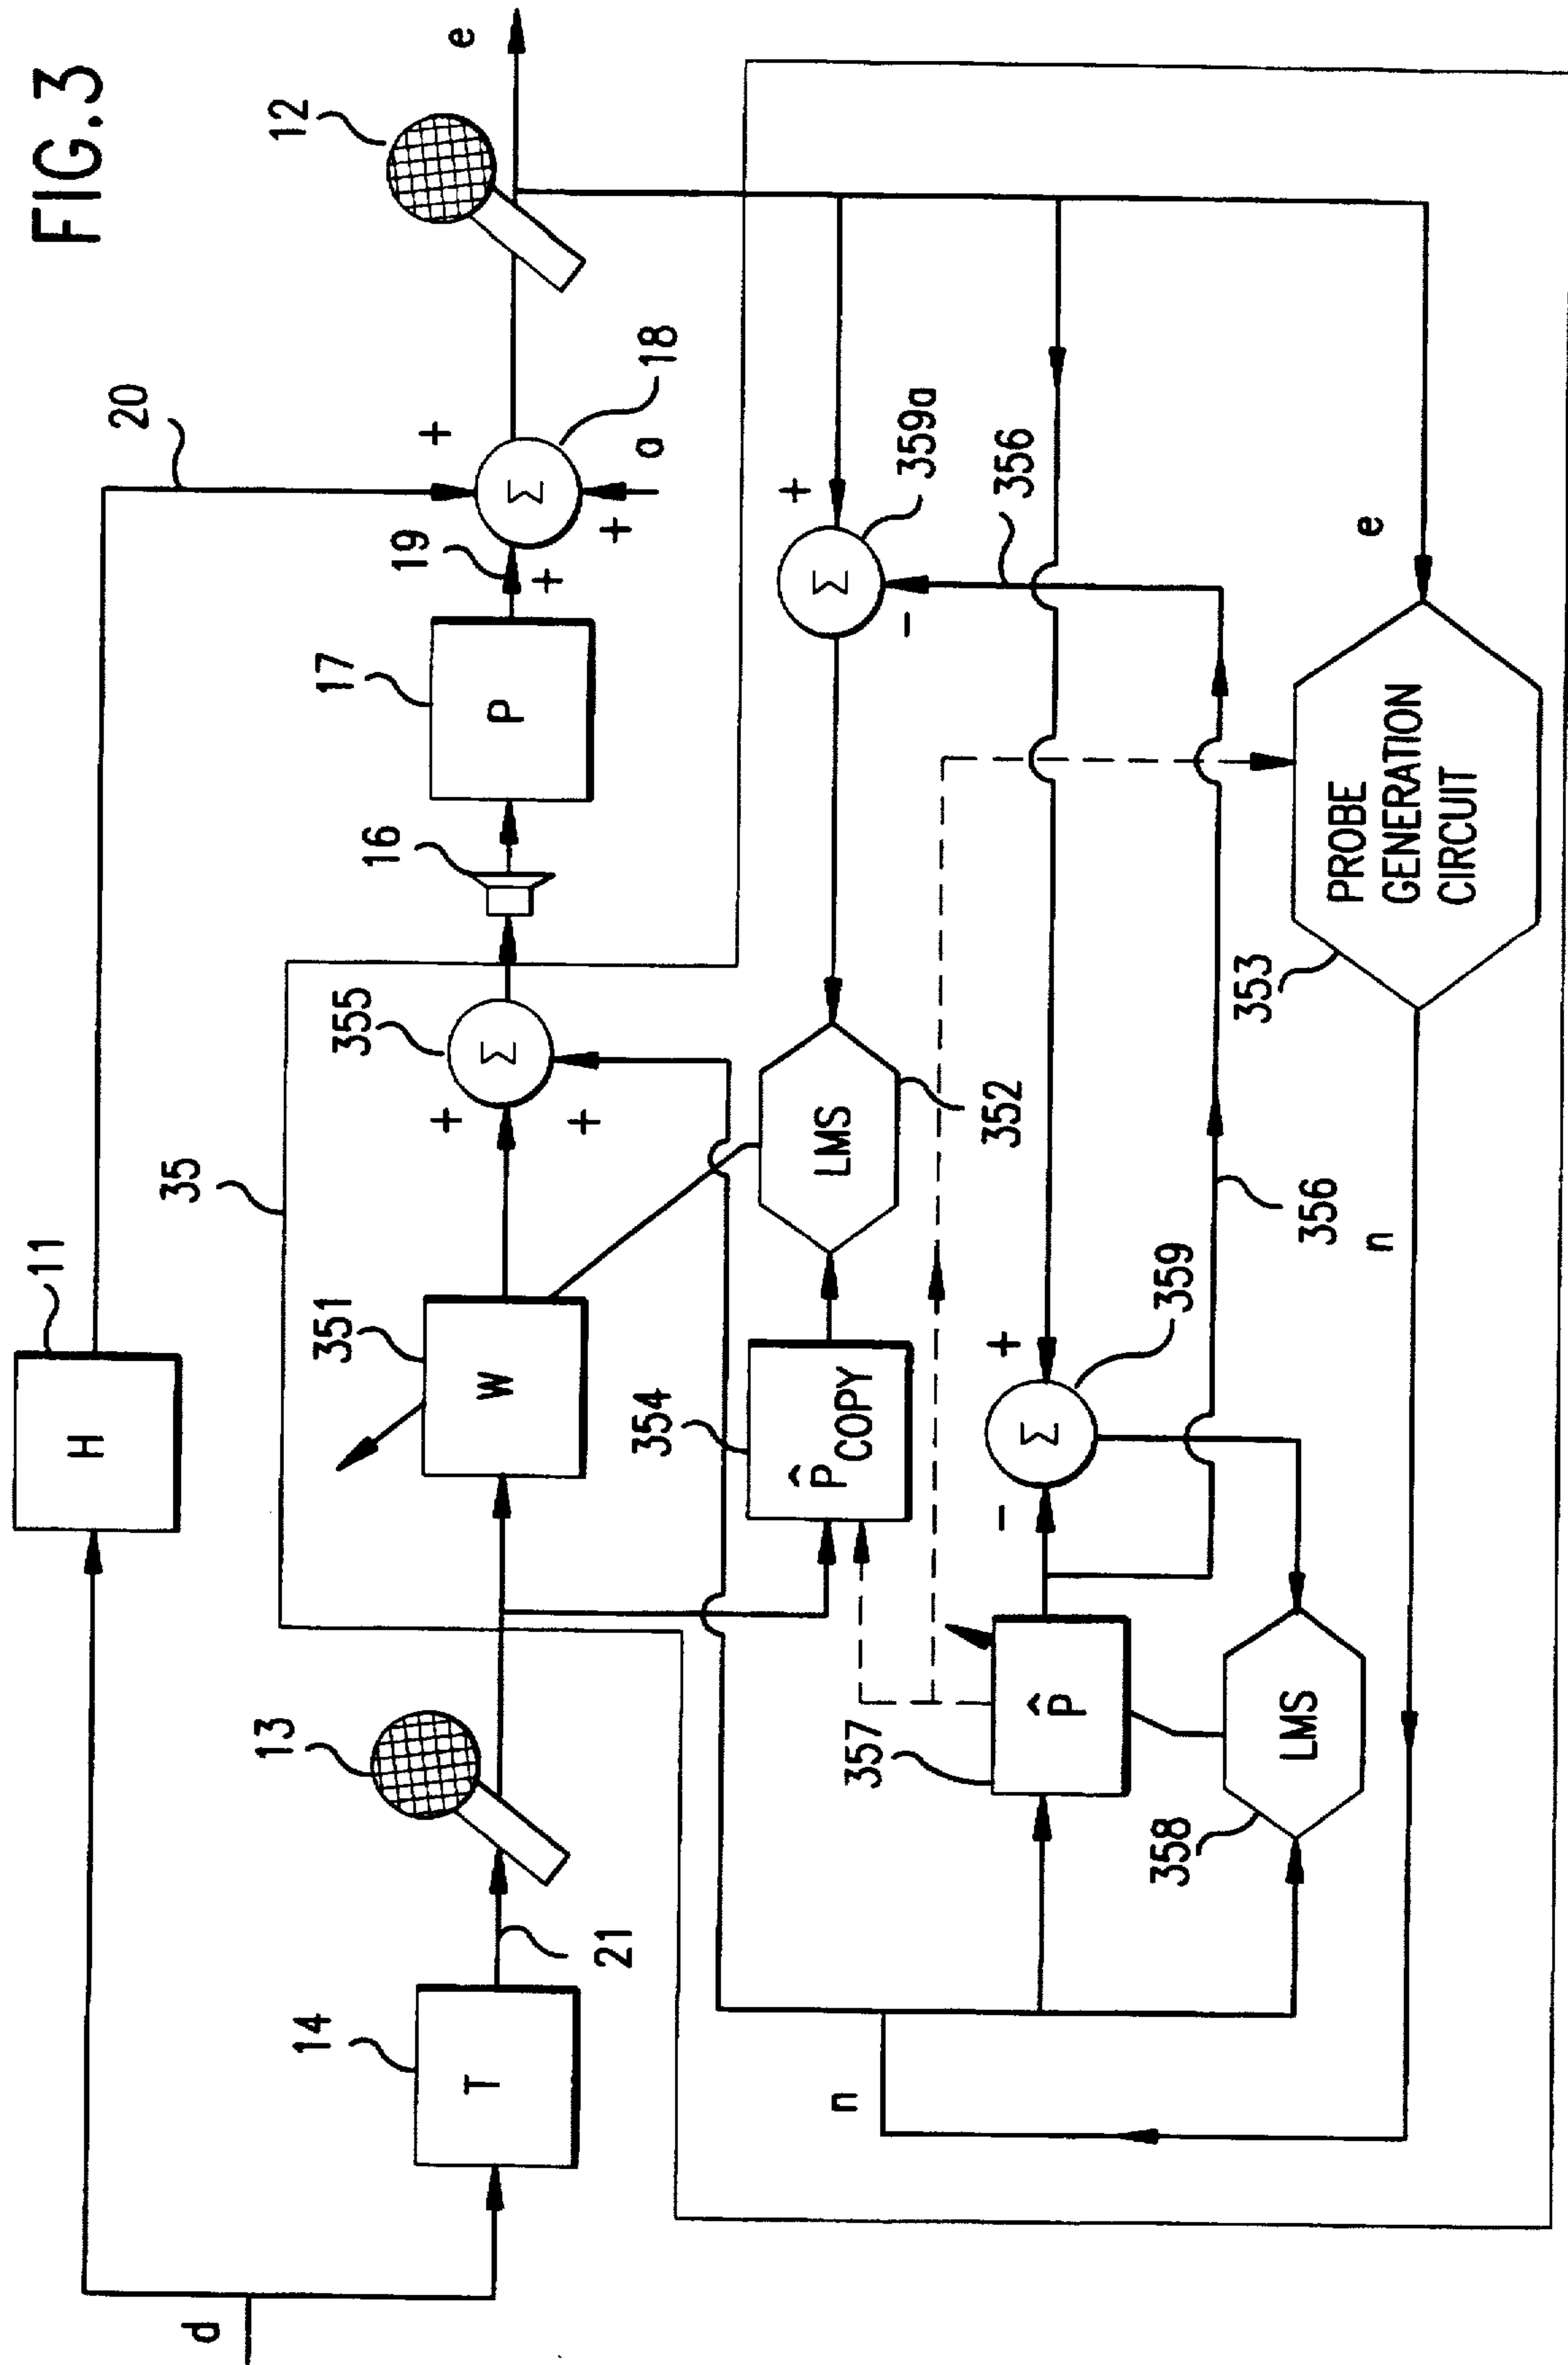 FIG.3
d
H
11
20
T
14
21
13
W
351
35
Σ
355
+
+
16
P
17
19
+
+
+
Σ
18
a
12
e
P̂COPY
354
LMS
352
Σ
359a
+
-
356
n
P̂
357
-
+
Σ
359
LMS
358
356
n
353
PROBE
GENERATION
CIRCUIT
e